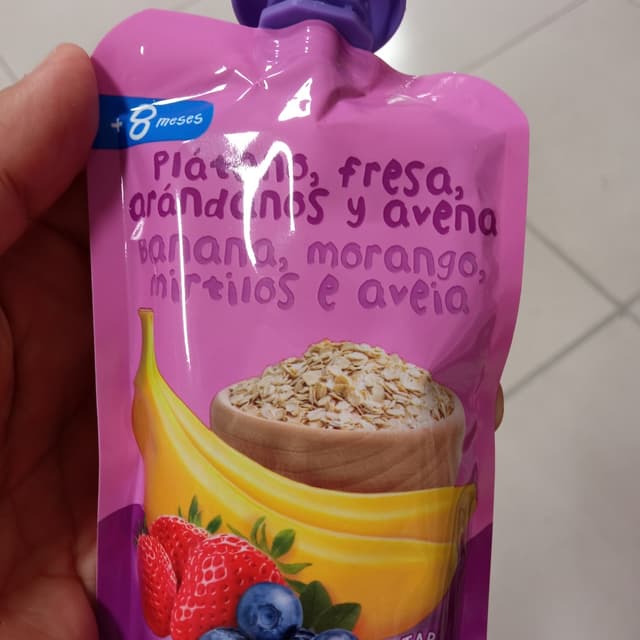 +8 meses
Plátano, fresa,
arándanos y avena
Banana, morango,
mirtilos e aveia